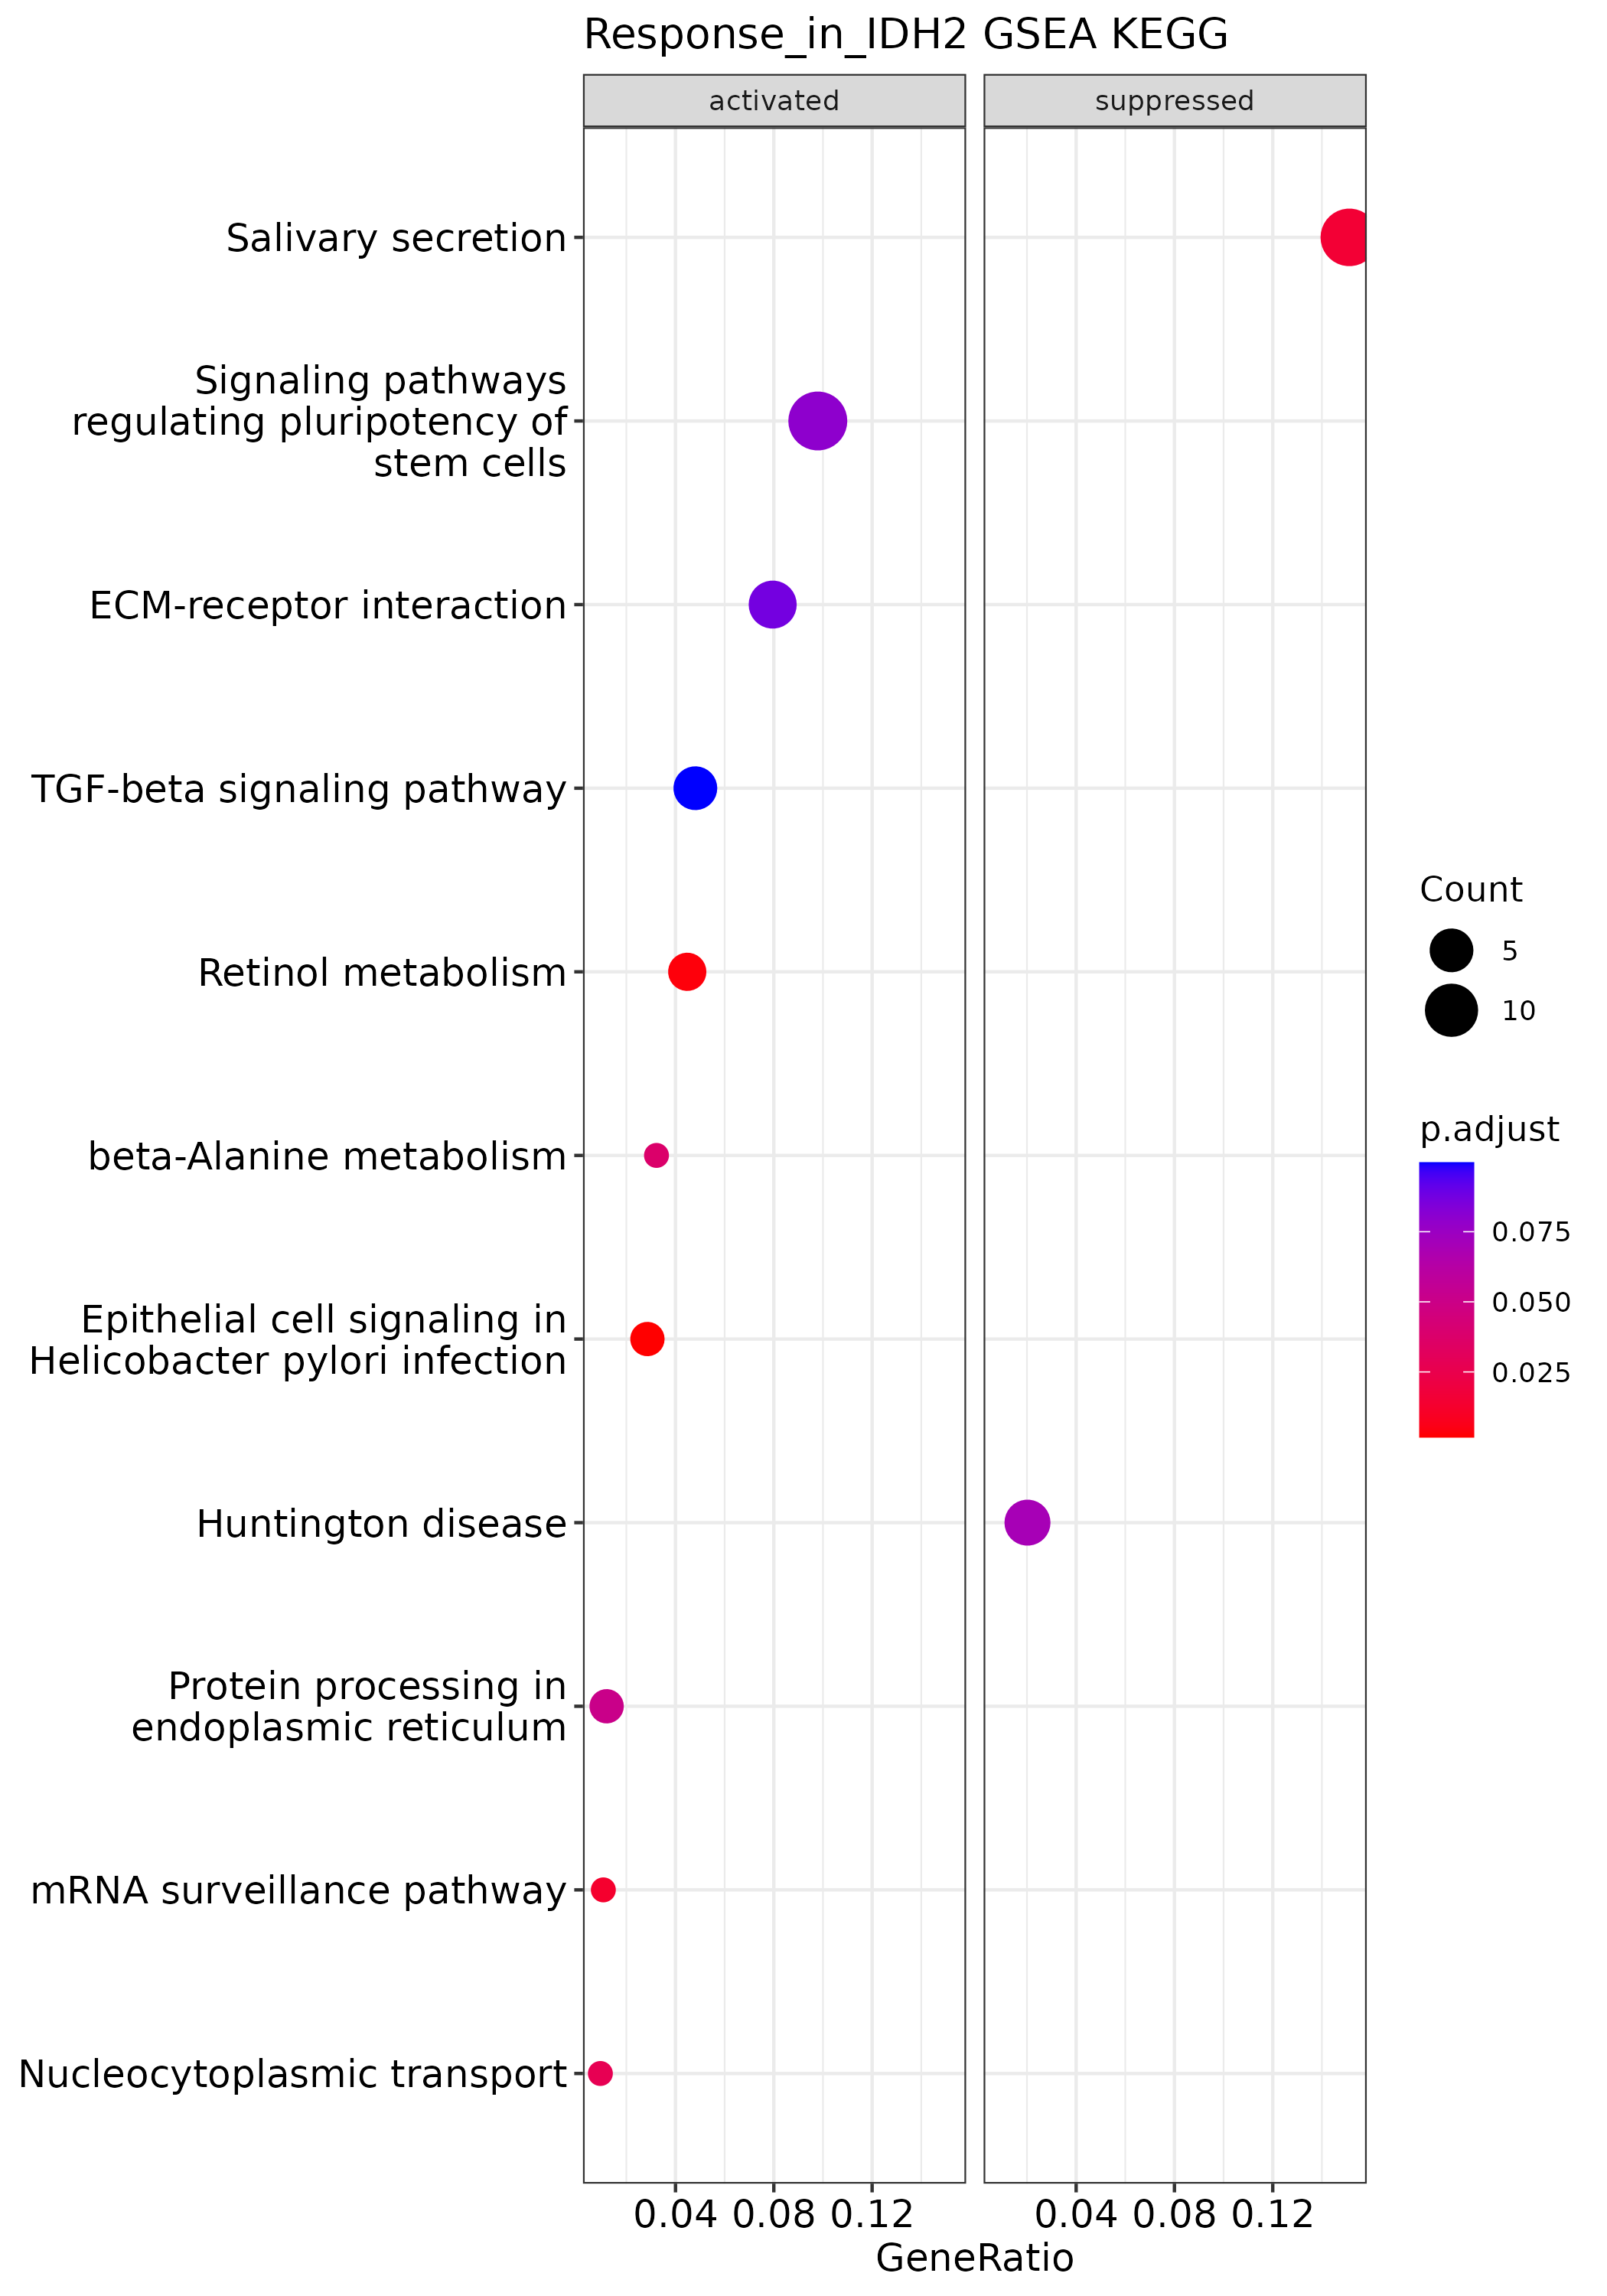 Response_in_IDH2 GSEA KEGG
activated
suppressed
Salivary secretion
Signaling pathways
regulating pluripotency of
stem cells
ECM-receptor interaction
TGF-beta signaling pathway
Retinol metabolism
beta-Alanine metabolism
Epithelial cell signaling in
Helicobacter pylori infection
Huntington disease
Protein processing in
endoplasmic reticulum
mRNA surveillance pathway
Nucleocytoplasmic transport
0.04 0.08 0.12
0.04 0.08 0.12
GeneRatio
Count
5
10
p.adjust
0.075
0.050
0.025